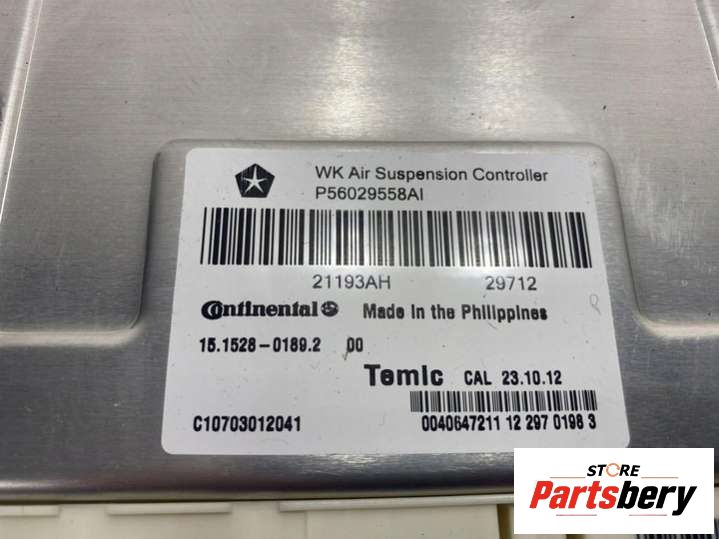 WK Air Suspension Controller
P56029558AI
21193AH 29712
Continental Made in the Philippines
15.1528-0189.2 00
Temic CAL 23.10.12
C10703012041 0040647211 12 297 0198 3
STORE
Partsbery